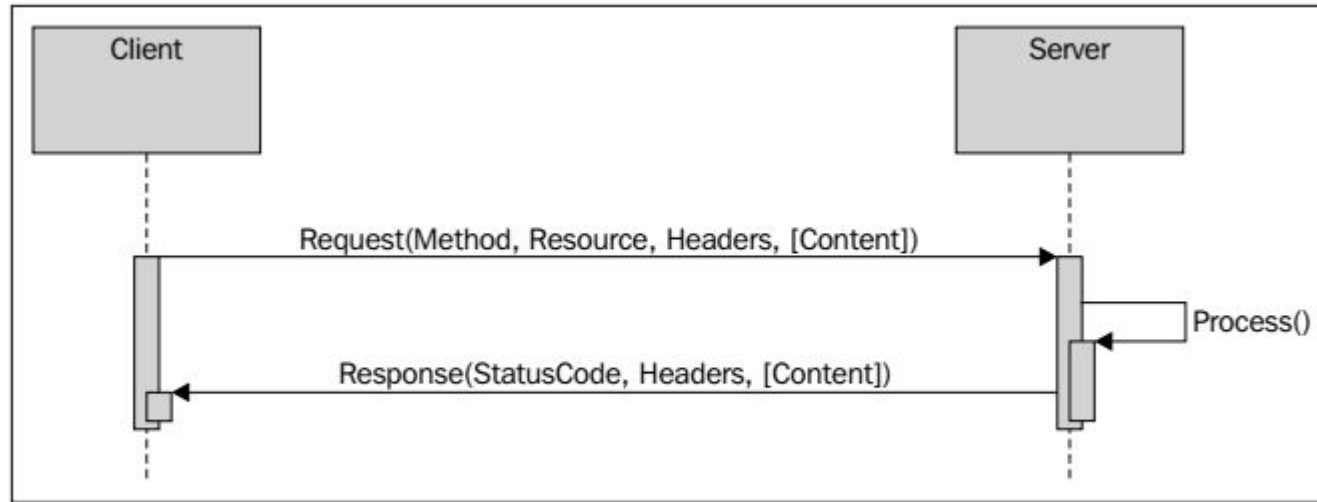 Client
Server
Request(Method, Resource, Headers, [Content])
Process()
Response(StatusCode, Headers, [Content])